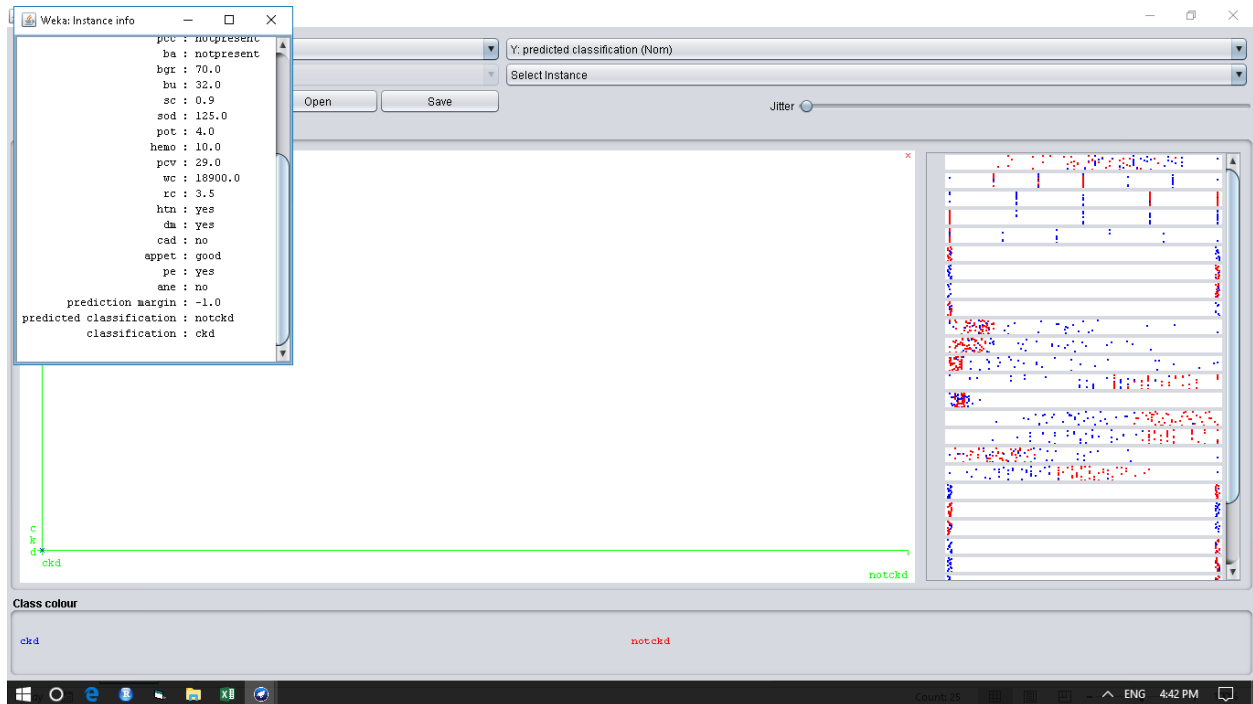 Weka: Instance info
pcc : notpresent
ba : notpresent
bgr : 70.0
bu : 32.0
sc : 0.9
sod : 125.0
pot : 4.0
hemo : 10.0
pcv : 29.0
wc : 18900.0
rc : 3.5
htn : yes
dm : yes
cad : no
appet : good
pe : yes
ane : no
prediction margin : -1.0
predicted classification : notckd
classification : ckd
Y: predicted classification (Nom)
Select Instance
Open
Save
Jitter
ckd
ckd
notckd
Class colour
ckd
notckd
Count: 25
ENG
4:42 PM